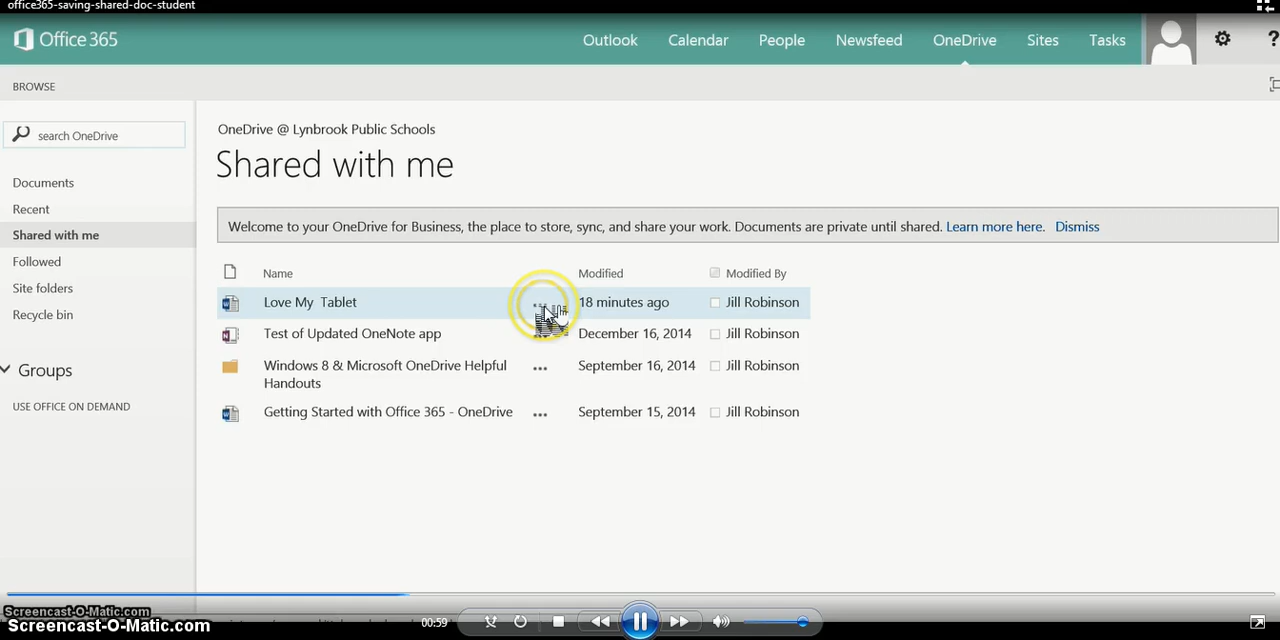 office365-saving-shared-doc-student
Office 365
Outlook Calendar People Newsfeed OneDrive Sites Tasks ?
BROWSE
search OneDrive
Documents
Recent
Shared with me
Followed
Site folders
Recycle bin
Groups
USE OFFICE ON DEMAND
OneDrive @ Lynbrook Public Schools
Shared with me
Welcome to your OneDrive for Business, the place to store, sync, and share your work. Documents are private until shared. Learn more here. Dismiss
Name Modified Modified By
Love My Tablet ... 18 minutes ago Jill Robinson
Test of Updated OneNote app ... December 16, 2014 Jill Robinson
Windows 8 & Microsoft OneDrive Helpful ... September 16, 2014 Jill Robinson
Handouts
Getting Started with Office 365 - OneDrive ... September 15, 2014 Jill Robinson
Screencast-O-Matic.com
Screencast-O-Matic.com
00:59